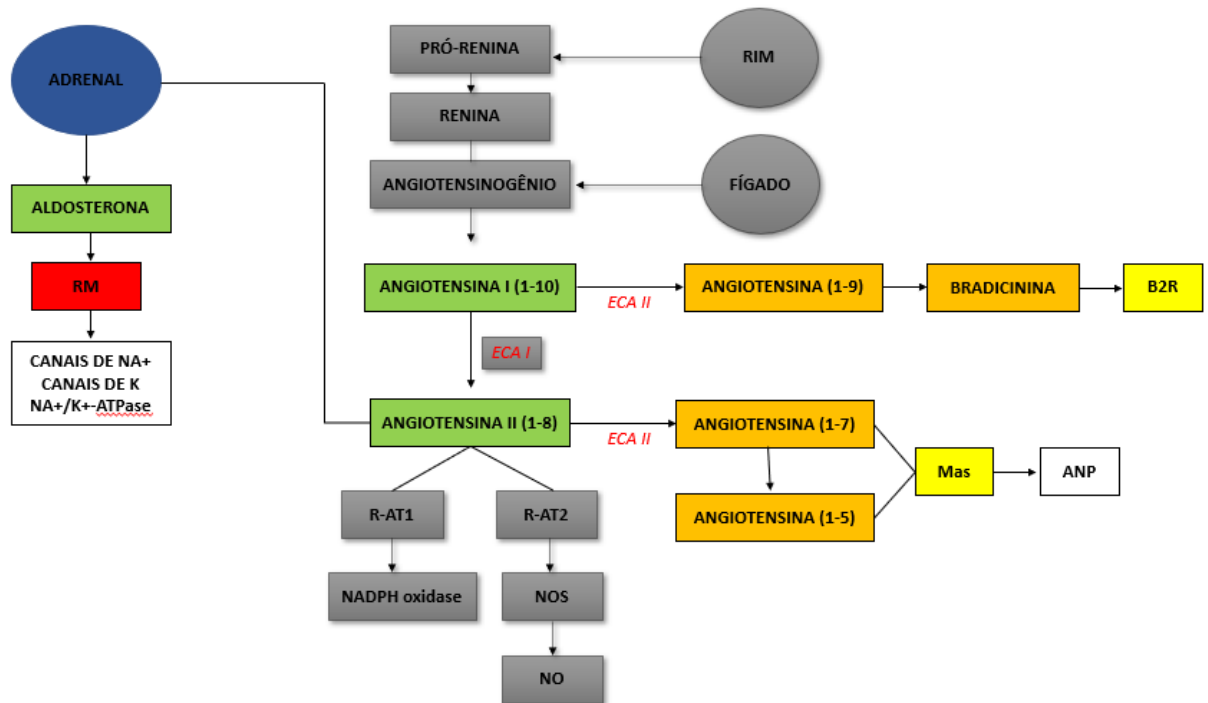 PRÓ-RENINA
RIM
ADRENAL
RENINA
ANGIOTENSINOGÊNIO
FÍGADO
ALDOSTERONA
RM
ANGIOTENSINA I (1-10)
ECA II
ANGIOTENSINA (1-9)
BRADICININA
B2R
CANAIS DE NA+
CANAIS DE K
NA+/K+-ATPase
ECA I
ANGIOTENSINA II (1-8)
ECA II
ANGIOTENSINA (1-7)
Mas
ANP
ANGIOTENSINA (1-5)
R-AT1
R-AT2
NADPH oxidase
NOS
NO